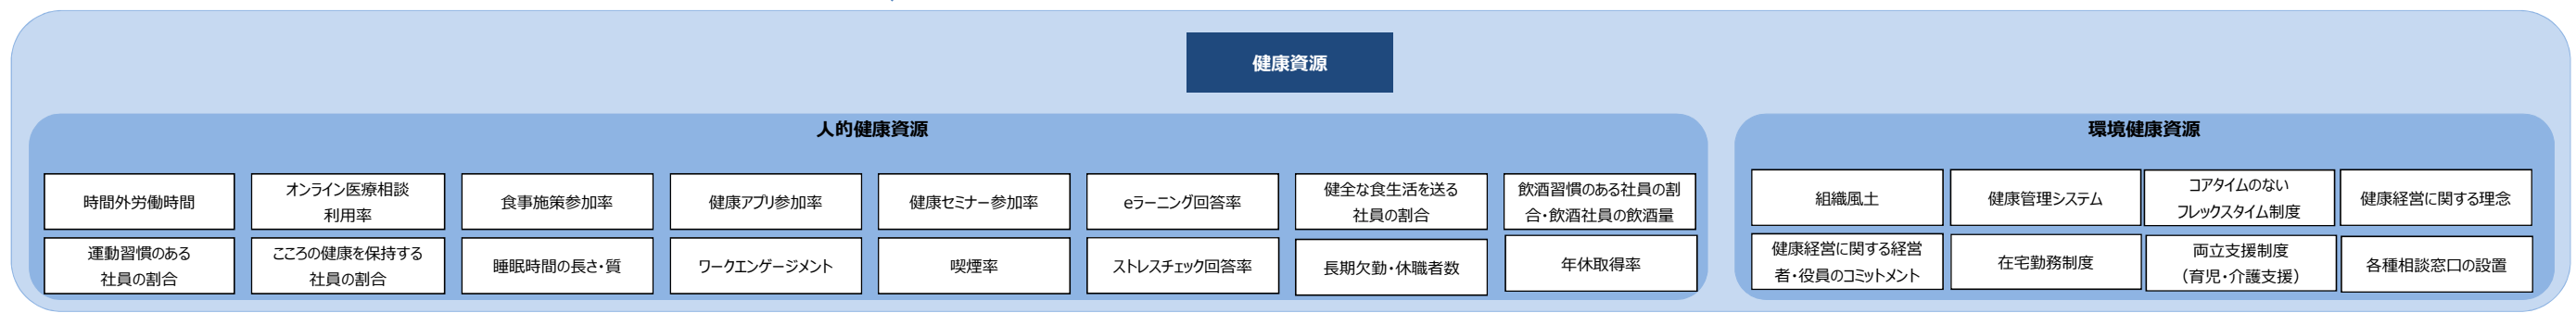 健康資源
人的健康資源
時間外労働時間
オンライン医療相談
利用率
食事施策参加率
健康アプリ参加率
健康セミナー参加率
eラーニング回答率
健全な食生活を送る
社員の割合
飲酒習慣のある社員の割
合・飲酒社員の飲酒量
運動習慣のある
社員の割合
こころの健康を保持する
社員の割合
睡眠時間の長さ・質
ワークエンゲージメント
喫煙率
ストレスチェック回答率
長期欠勤・休職者数
年休取得率
環境健康資源
組織風土
健康管理システム
コアタイムのない
フレックスタイム制度
健康経営に関する理念
健康経営に関する経営
者・役員のコミットメント
在宅勤務制度
両立支援制度
（育児・介護支援）
各種相談窓口の設置